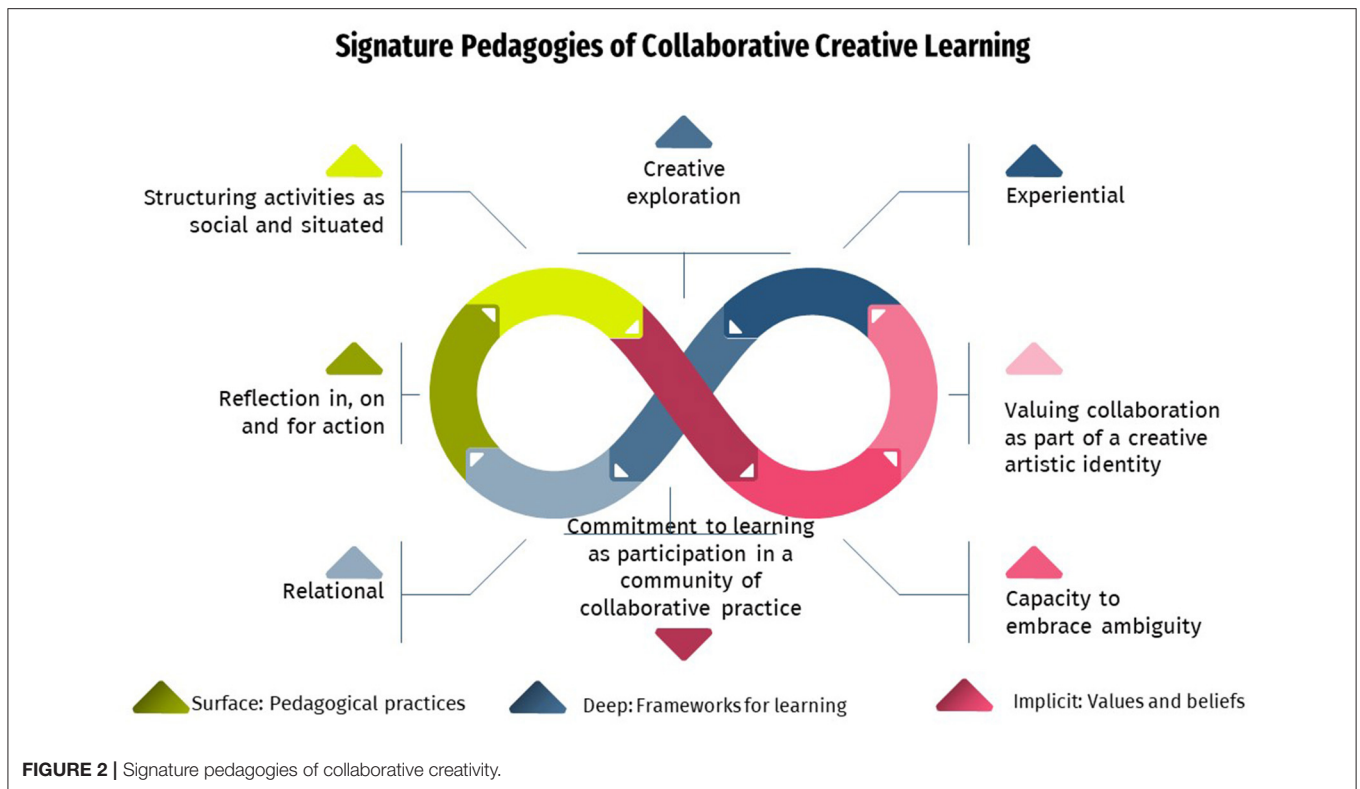 Signature Pedagogies of Collaborative Creative Learning
Structuring activities as
social and situated
Creative
exploration
Experiential
Reflection in, on
and for action
Valuing collaboration
as part of a creative
artistic identity
Relational
Commitment to learning
as participation in a
community of
collaborative practice
Capacity to
embrace ambiguity
Surface: Pedagogical practices
Deep: Frameworks for learning
Implicit: Values and beliefs
FIGURE 2 | Signature pedagogies of collaborative creativity.